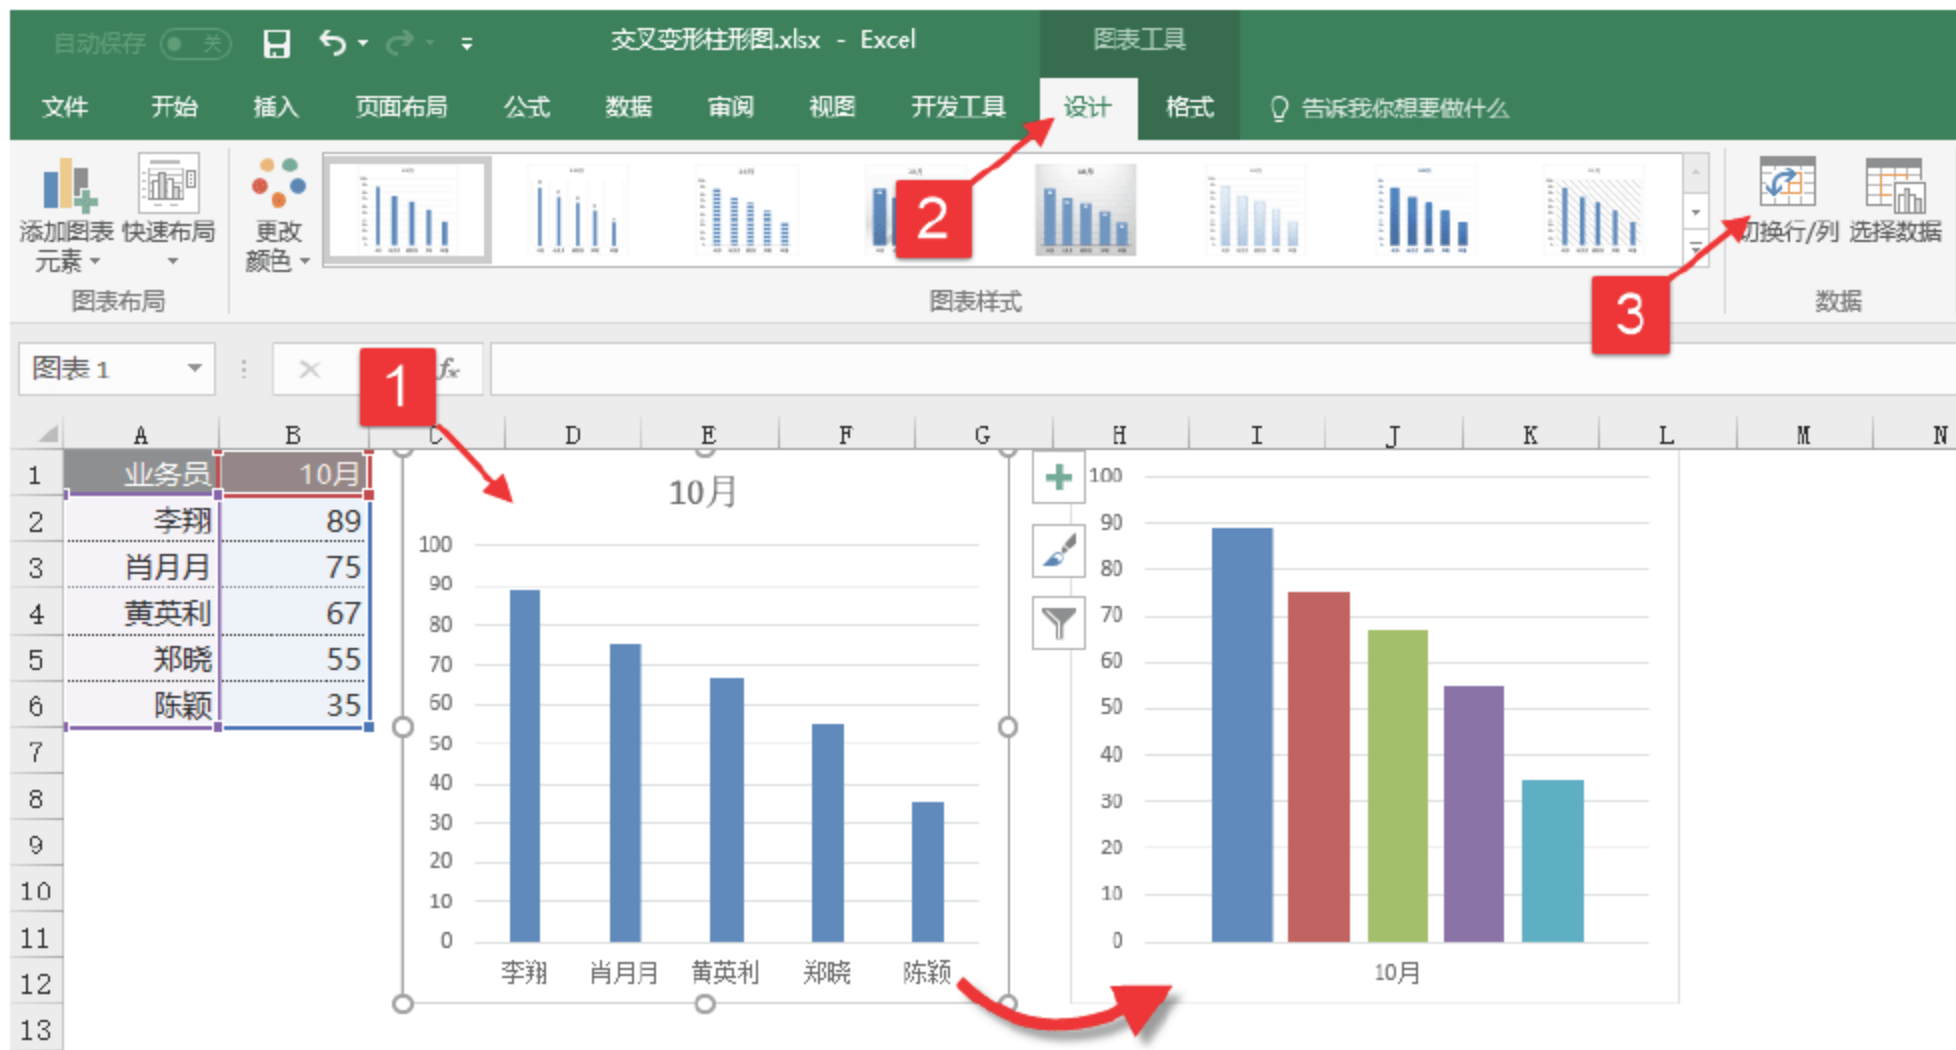 自动保存 关 交叉变形柱形图.xlsx - Excel 图表工具
文件 开始 插入 页面布局 公式 数据 审阅 视图 开发工具 设计 格式 告诉我你想要做什么
添加图表 快速布局 更改 切换行/列 选择数据
元素 颜色
图表布局 图表样式 数据
2
3
图表 1 fx
1
A B C D E F G H I J K L M N
1 业务员 10月
2 李翔 89
3 肖月月 75
4 黄英利 67
5 郑晓 55
6 陈颖 35
7
8
9
10
11
12
13
10月
100
90
80
70
60
50
40
30
20
10
0
李翔 肖月月 黄英利 郑晓 陈颖
100
90
80
70
60
50
40
30
20
10
0
10月